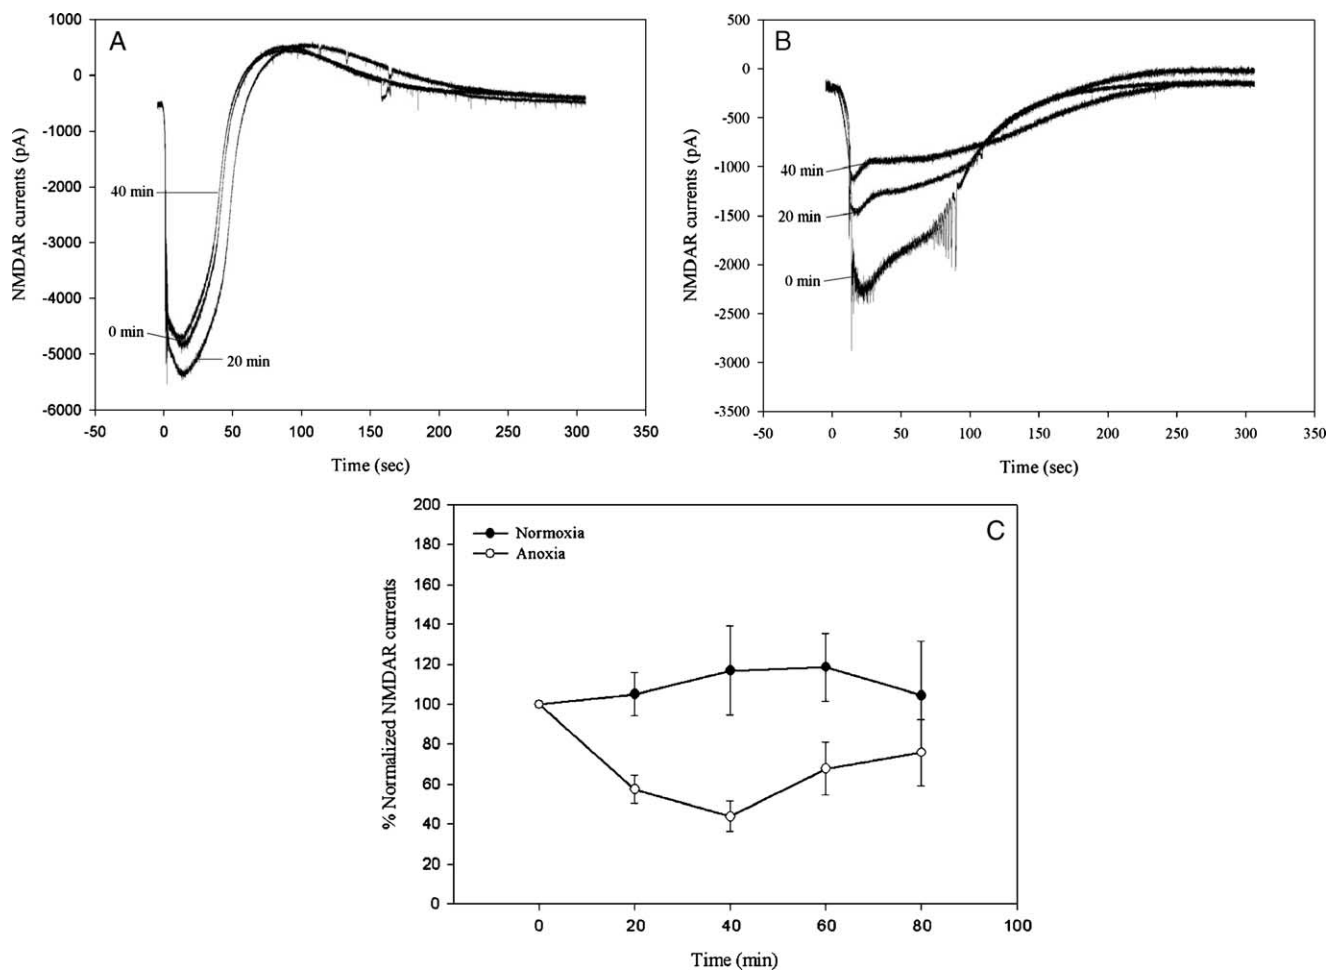 A
NMDAR currents (pA)
1000
0
-1000
-2000
-3000
-4000
-5000
-6000
40 min
0 min
20 min
-50 0 50 100 150 200 250 300 350
Time (sec)
B
NMDAR currents (pA)
500
0
-500
-1000
-1500
-2000
-2500
-3000
-3500
40 min
20 min
0 min
-50 0 50 100 150 200 250 300 350
Time (sec)
C
% Normalized NMDAR currents
200
180
160
140
120
100
80
60
40
20
0
Normoxia
Anoxia
0 20 40 60 80 100
Time (min)